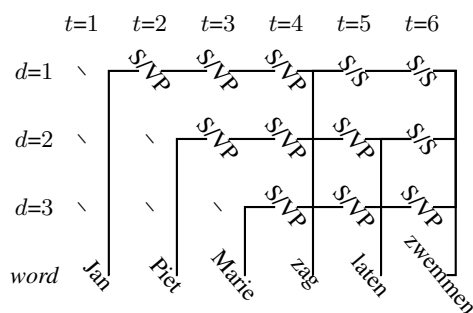 t=1 t=2 t=3 t=4 t=5 t=6
d=1 \ S/VP S/VP S/VP S/S S/S
d=2 \ \ S/VP S/VP S/VP S/S
d=3 \ \ \ S/VP S/VP S/VP
word Jan Piet Marie zag laten zwemmen